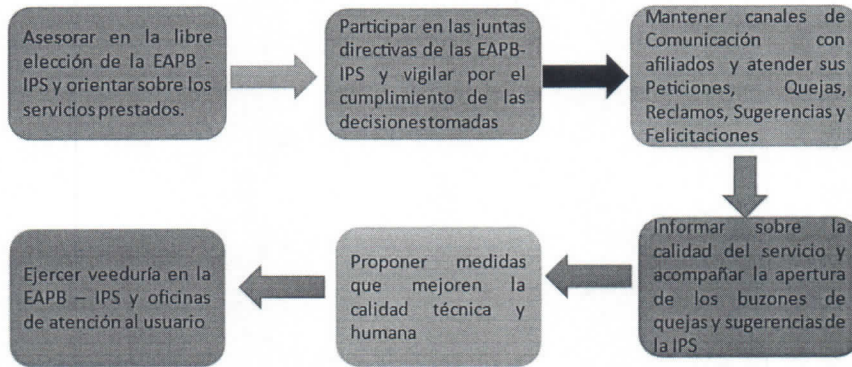 Asesorar en la libre
elección de la EAPB -
IPS y orientar sobre los
servicios prestados.
Participar en las juntas
directivas de las EAPB-
IPS y vigilar por el
cumplimiento de las
decisiones tomadas
Mantener canales de
Comunicación con
afiliados y atender sus
Peticiones, Quejas,
Reclamos, Sugerencias y
Felicitaciones
Informar sobre la
calidad del servicio y
acompañar la apertura
de los buzones de
quejas y sugerencias de
la IPS
Proponer medidas
que mejoren la
calidad técnica y
humana
Ejercer veeduría en la
EAPB – IPS y oficinas
de atención al usuario